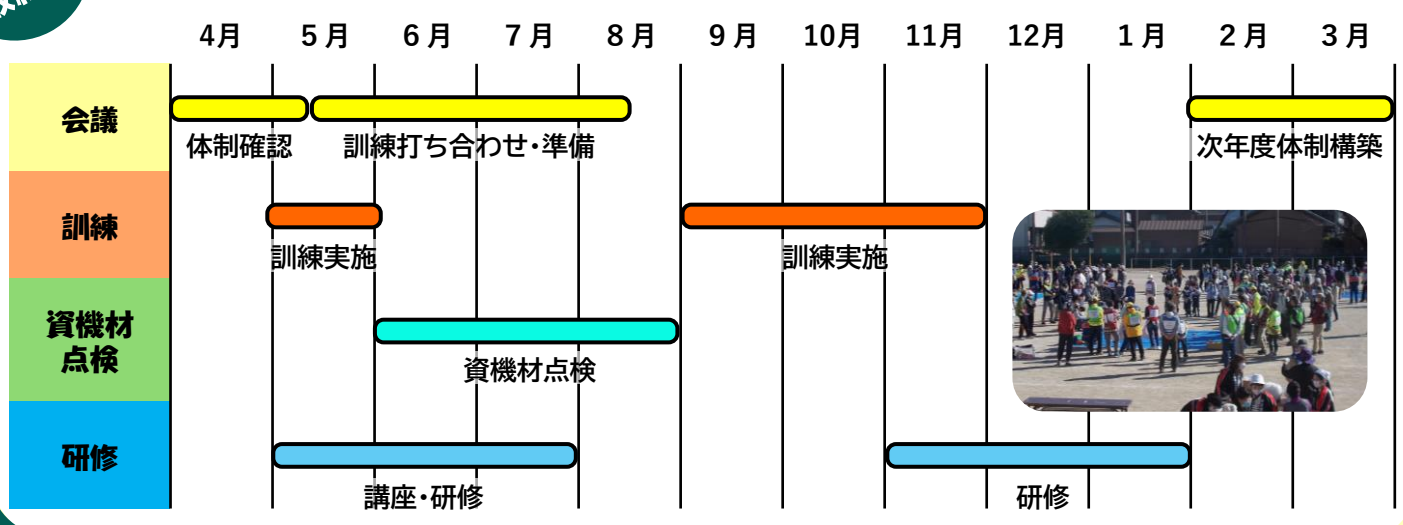 4月 5月 6月 7月 8月 9月 10月 11月 12月 1月 2月 3月
会議
体制確認 訓練打ち合わせ・準備 次年度体制構築
訓練
訓練実施 訓練実施
資機材
点検
資機材点検
研修
講座・研修 研修